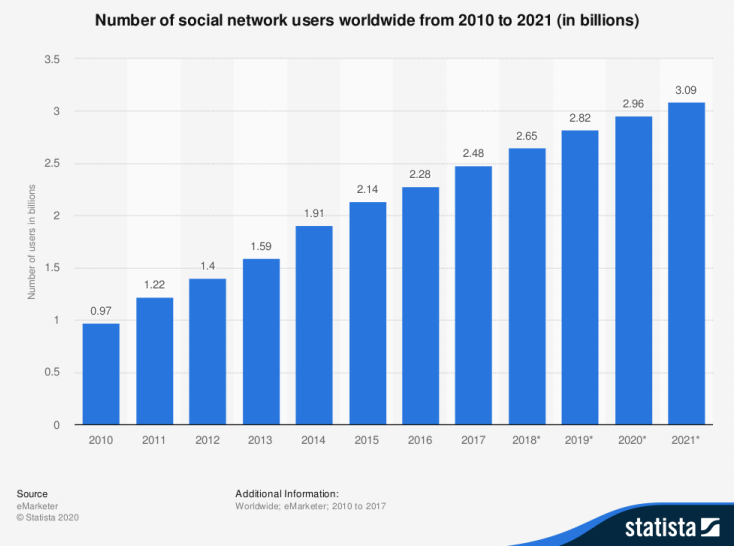 Number of social network users worldwide from 2010 to 2021 (in billions)
Number of users in billions
3.5
3
2.5
2
1.5
1
0.5
0
0.97
1.22
1.4
1.59
1.91
2.14
2.28
2.48
2.65
2.82
2.96
3.09
2010 2011 2012 2013 2014 2015 2016 2017 2018* 2019* 2020* 2021*
Source
eMarketer
© Statista 2020
Additional Information:
Worldwide; eMarketer; 2010 to 2017
statista